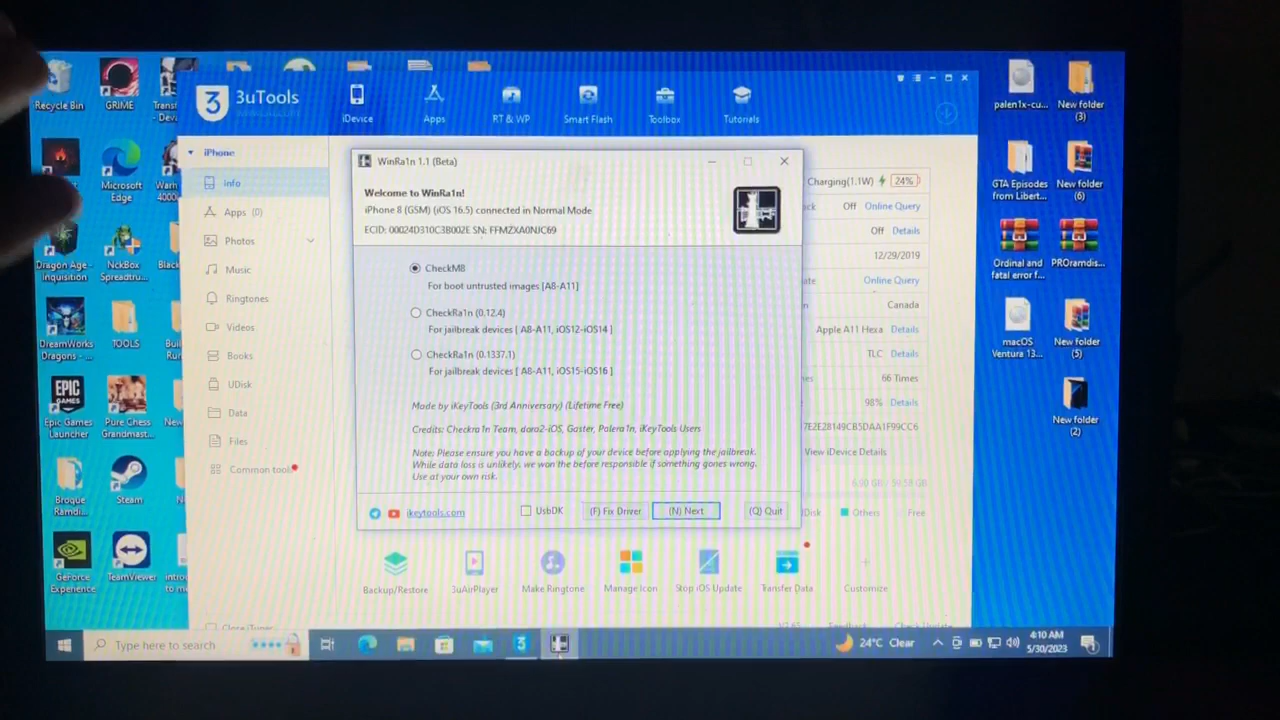 Recycle Bin
GRIME
3uTools
iDevice
Apps
RT & WP
Smart Flash
Toolbox
Tutorials
palen1x-cu...
New folder
(3)
iPhone
Info
Apps (0)
Photos
Music
Ringtones
Videos
Books
UDisk
Data
Files
Common tools
WinRa1n 1.1 (Beta)
Welcome to WinRa1n!
iPhone 8 (GSM) (iOS 16.5) connected in Normal Mode
ECID: 00024D310C3B002E SN: FFMZXA0NJC69
CheckM8
For boot untrusted images [A8-A11]
CheckRa1n (0.12.4)
For jailbreak devices [ A8-A11, iOS12-iOS14 ]
CheckRa1n (0.1337.1)
For jailbreak devices [ A8-A11, iOS15-iOS16 ]
Made by iKeyTools (3rd Anniversary) (Lifetime Free)
Credits: Checkra1n Team, dora2-iOS, Gaster, Palera1n, iKeyTools Users
Note: Please ensure you have a backup of your device before applying the jailbreak.
While data loss is unlikely, we won the before responsible if something gones wrong.
Use at your own risk.
ikeytools.com
UsbDK
(F) Fix Driver
(N) Next
(Q) Quit
Charging(1.1W)
24%
Off
Online Query
Off
Details
12/29/2019
Online Query
Canada
Apple A11 Hexa
Details
TLC
Details
66 Times
98%
Details
7E2E28149CB5DAA1F99CC6
View iDevice Details
Others
Free
Backup/Restore
3uAirPlayer
Make Ringtone
Manage Icon
Stop iOS Update
Transfer Data
Customize
Microsoft
Edge
Dragon Age -
Inquisition
NckBox
Spreadtru...
DreamWorks
Dragons - ...
TOOLS
Epic Games
Launcher
Pure Chess
Grandmast...
Broque
Ramdi...
Steam
GeForce
Experience
TeamViewer
GTA Episodes
from Libert...
New folder
(6)
Ordinal and
fatal error f...
PROramdis...
macOS
Ventura 13...
New folder
(5)
New folder
(2)
Type here to search
24°C Clear
4:10 AM
5/30/2023